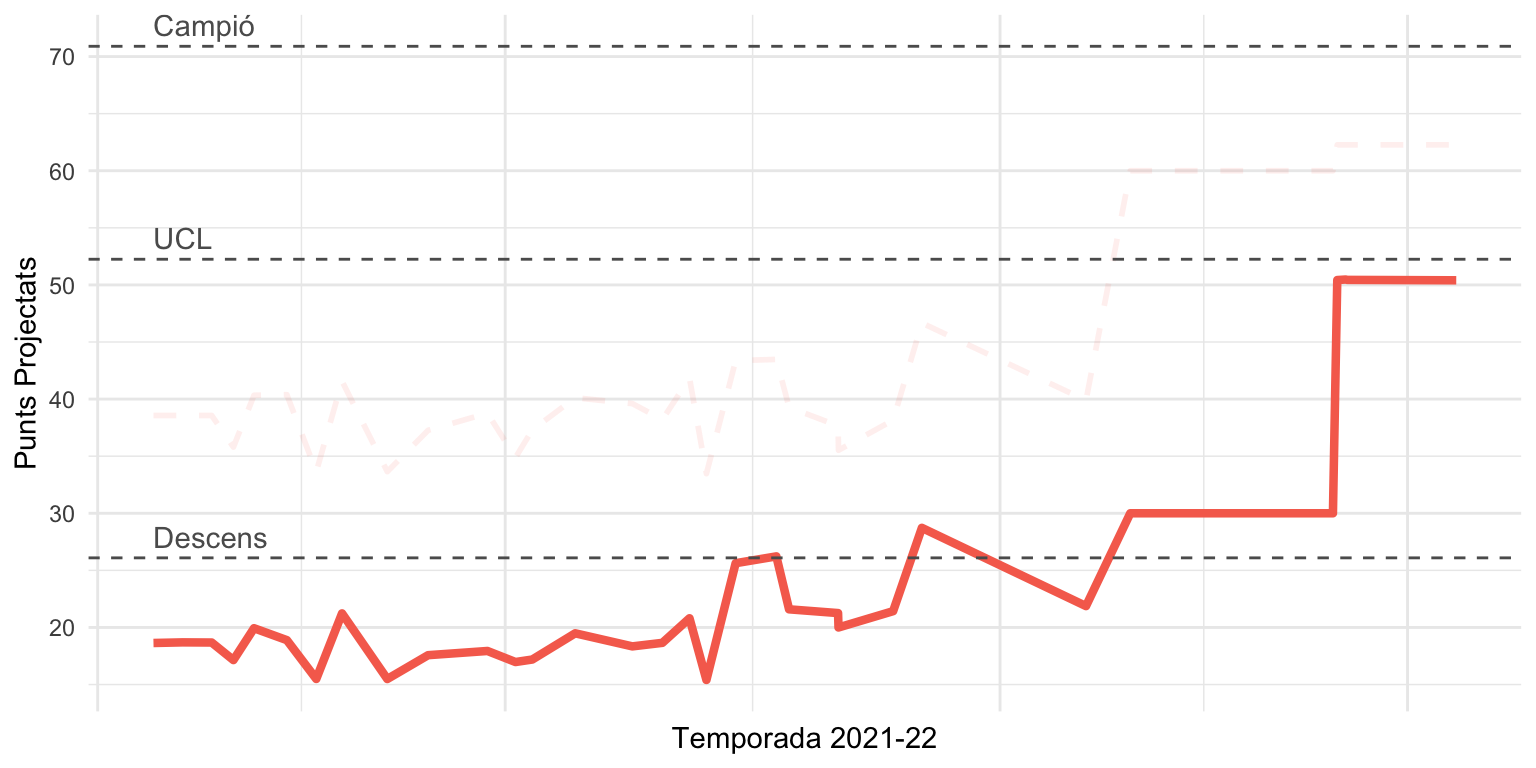 Campió
70
60
UCL
50
40
30
Descens
20
Punts Projectats
Temporada 2021-22